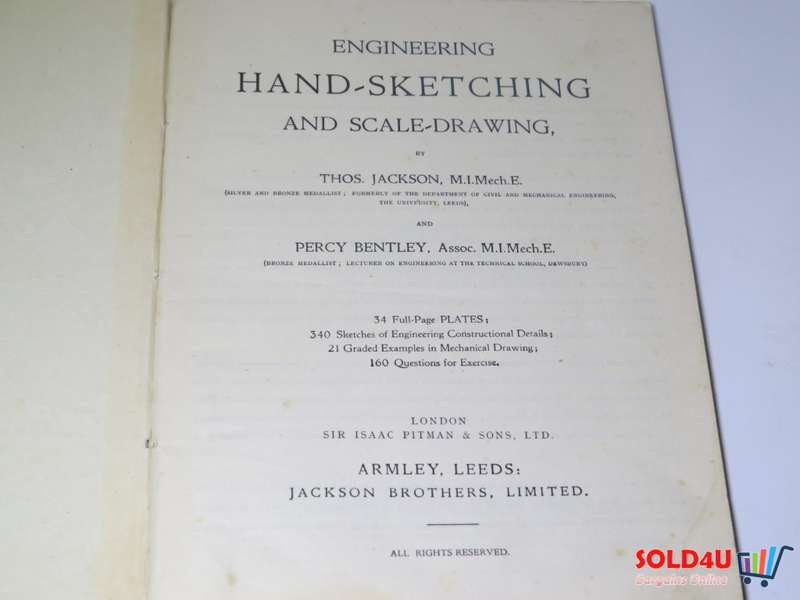 ENGINEERING
HAND-SKETCHING
AND SCALE-DRAWING,
BY
THOS. JACKSON, M.I.Mech.E.
(SILVER AND BRONZE MEDALLIST; FORMERLY OF THE DEPARTMENT OF CIVIL AND MECHANICAL ENGINEERING,
THE UNIVERSITY, LEEDS),
AND
PERCY BENTLEY, Assoc. M.I.Mech.E.
(BRONZE MEDALLIST; LECTURER ON ENGINEERING AT THE TECHNICAL SCHOOL, DEWSBURY)
34 Full-Page PLATES;
340 Sketches of Engineering Constructional Details;
21 Graded Examples in Mechanical Drawing;
160 Questions for Exercise.
LONDON
SIR ISAAC PITMAN & SONS, LTD.
ARMLEY, LEEDS:
JACKSON BROTHERS, LIMITED.
ALL RIGHTS RESERVED.
SOLD4U
Bargains Online